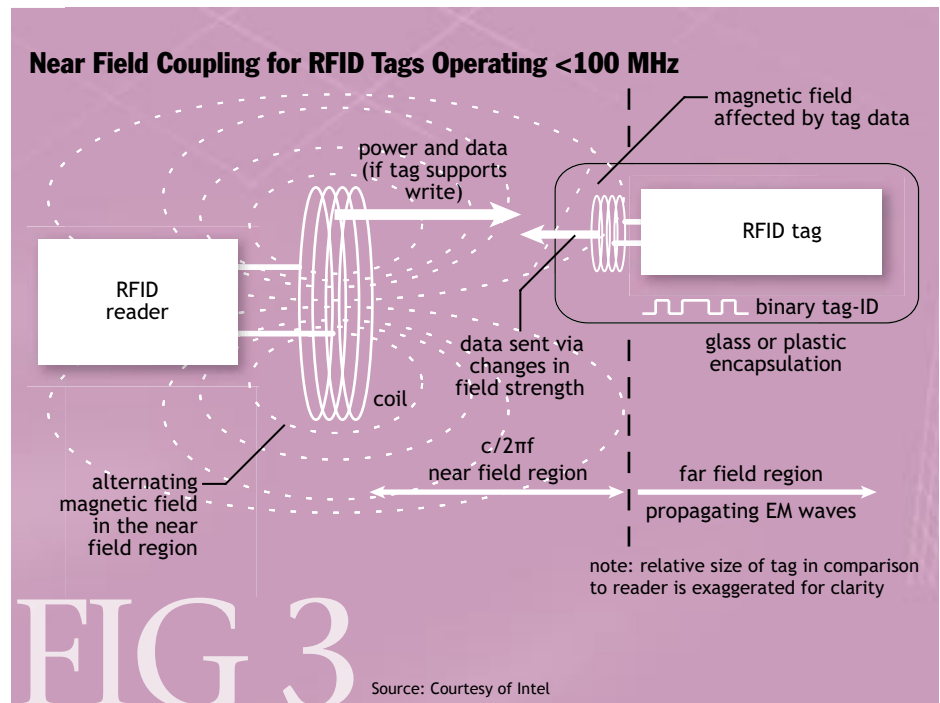 Near Field Coupling for RFID Tags Operating <100 MHz
magnetic field
affected by tag data
power and data
(if tag supports
write)
RFID tag
RFID
reader
binary tag-ID
glass or plastic
encapsulation
data sent via
changes in
field strength
coil
c/2πf
near field region
far field region
propagating EM waves
alternating
magnetic field
in the near
field region
note: relative size of tag in comparison
to reader is exaggerated for clarity
FIG 3
Source: Courtesy of Intel